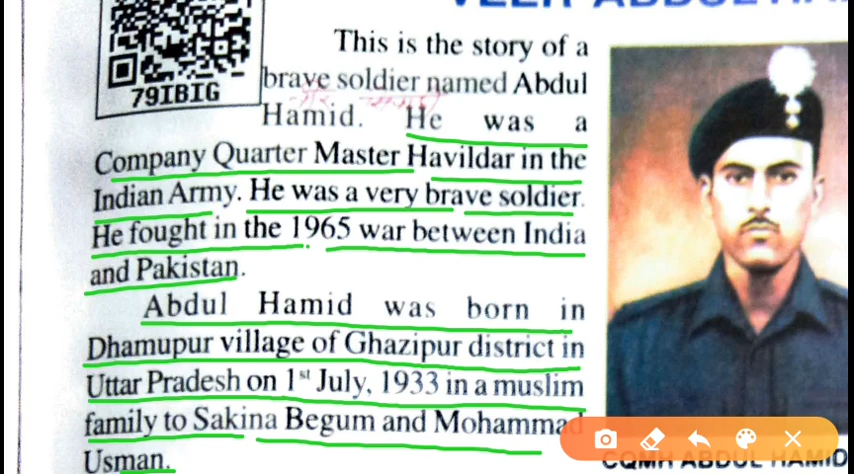 79IBIG
This is the story of a
brave soldier named Abdul
Hamid. He was a
Company Quarter Master Havildar in the
Indian Army. He was a very brave soldier.
He fought in the 1965 war between India
and Pakistan.
Abdul Hamid was born in
Dhamupur village of Ghazipur district in
Uttar Pradesh on 1st July, 1933 in a muslim
family to Sakina Begum and Mohammad
Usman.
CQMH ABDUL HAMID